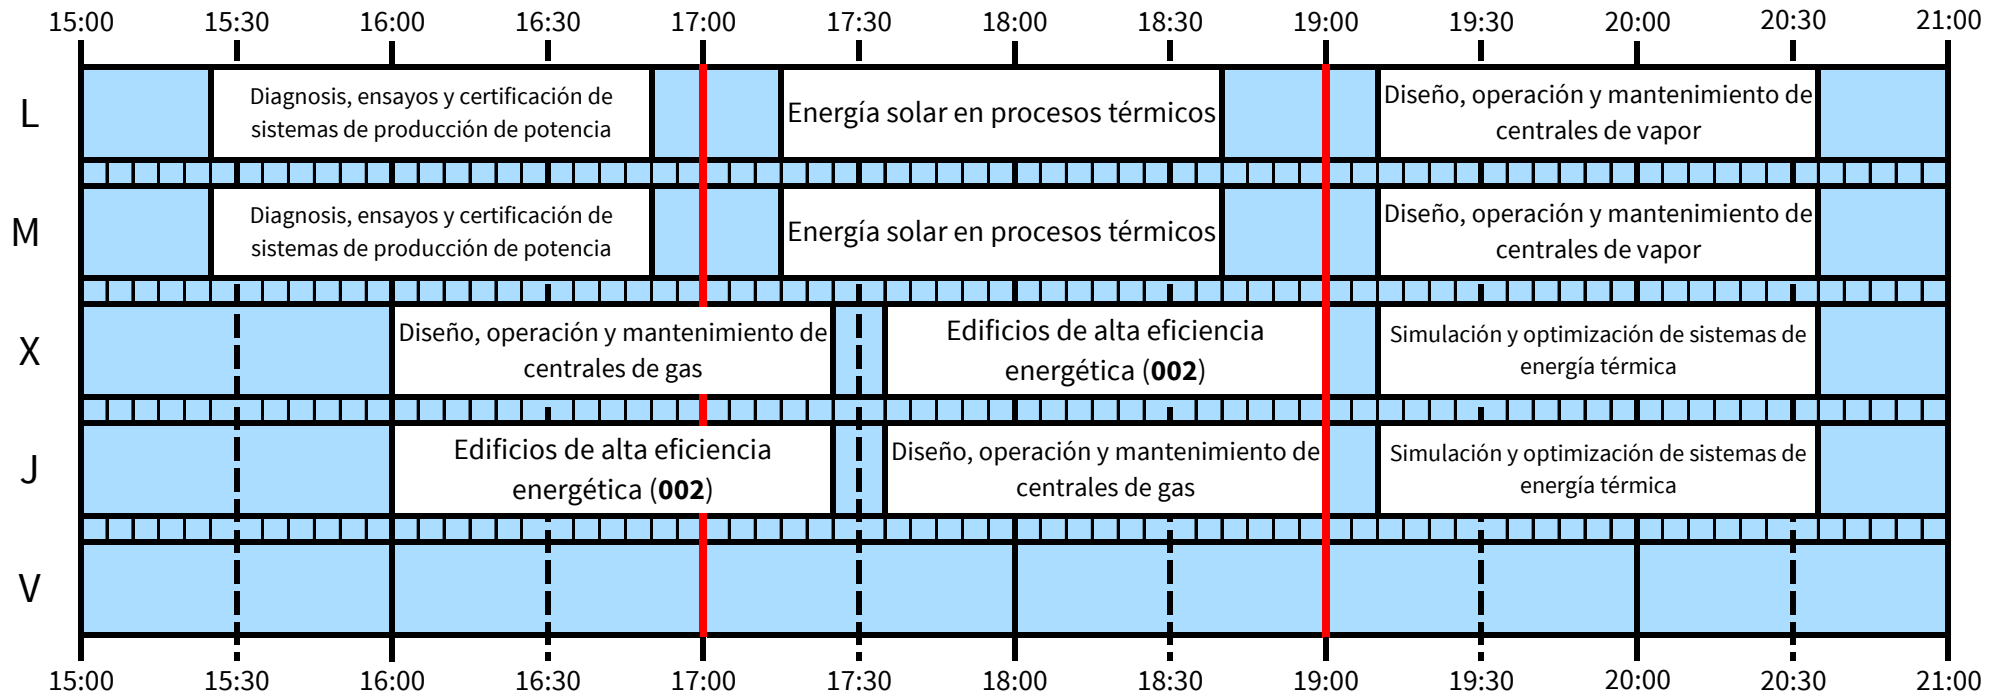 15:00 15:30 16:00 16:30 17:00 17:30 18:00 18:30 19:00 19:30 20:00 20:30 21:00
L
Diagnosis, ensayos y certificación de
sistemas de producción de potencia
Energía solar en procesos térmicos
Diseño, operación y mantenimiento de
centrales de vapor
M
Diagnosis, ensayos y certificación de
sistemas de producción de potencia
Energía solar en procesos térmicos
Diseño, operación y mantenimiento de
centrales de vapor
X
Diseño, operación y mantenimiento de
centrales de gas
Edificios de alta eficiencia
energética (002)
Simulación y optimización de sistemas de
energía térmica
J
Edificios de alta eficiencia
energética (002)
Diseño, operación y mantenimiento de
centrales de gas
Simulación y optimización de sistemas de
energía térmica
V
15:00 15:30 16:00 16:30 17:00 17:30 18:00 18:30 19:00 19:30 20:00 20:30 21:00